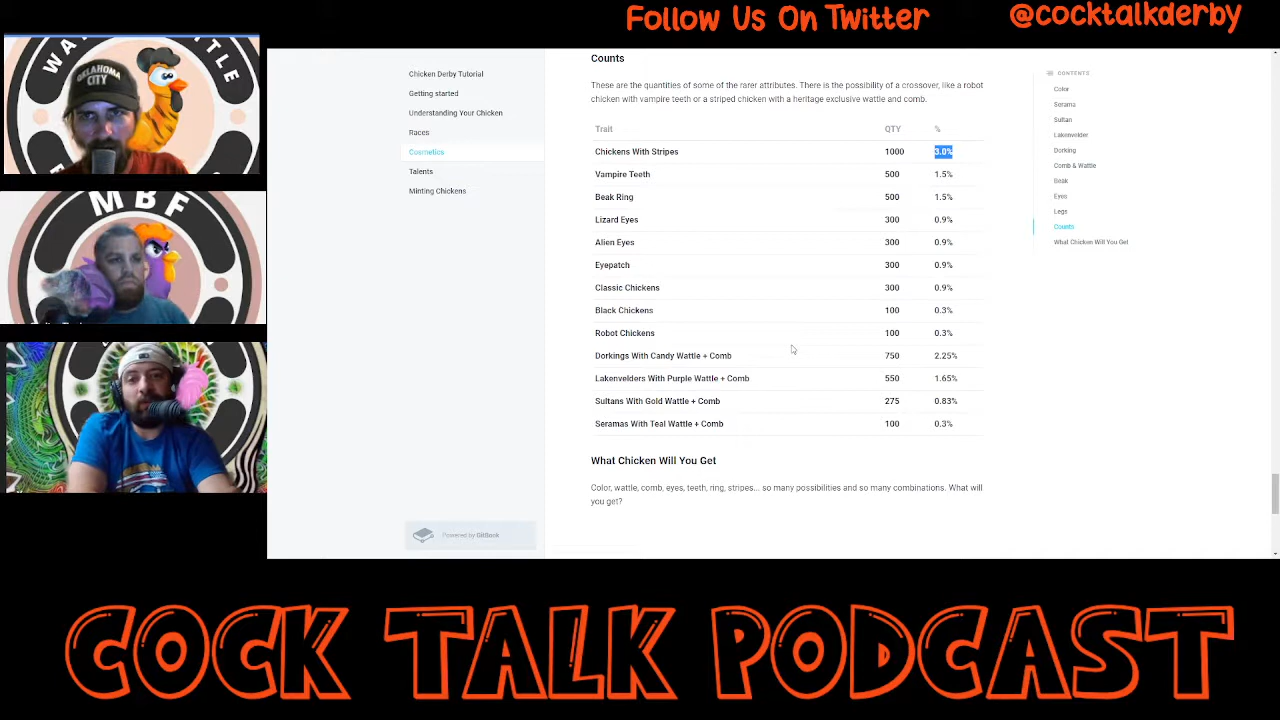 Follow Us On Twitter
@cocktalkderby
OKLAHOMA
CITY
MBF
Chicken Derby Tutorial
Getting started
Understanding Your Chicken
Races
Cosmetics
Talents
Minting Chickens
Powered by GitBook
Counts
These are the quantities of some of the rarer attributes. There is the possibility of a crossover, like a robot
chicken with vampire teeth or a striped chicken with a heritage exclusive wattle and comb.
Trait QTY %
Chickens With Stripes 1000 3.0%
Vampire Teeth 500 1.5%
Beak Ring 500 1.5%
Lizard Eyes 300 0.9%
Alien Eyes 300 0.9%
Eyepatch 300 0.9%
Classic Chickens 300 0.9%
Black Chickens 100 0.3%
Robot Chickens 100 0.3%
Dorkings With Candy Wattle + Comb 750 2.25%
Lakenvelders With Purple Wattle + Comb 550 1.65%
Sultans With Gold Wattle + Comb 275 0.83%
Seramas With Teal Wattle + Comb 100 0.3%
What Chicken Will You Get
Color, wattle, comb, eyes, teeth, ring, stripes... so many possibilities and so many combinations. What will
you get?
CONTENTS
Color
Serama
Sultan
Lakenvelder
Dorking
Comb & Wattle
Beak
Eyes
Legs
Counts
What Chicken Will You Get
COCK TALK PODCAST